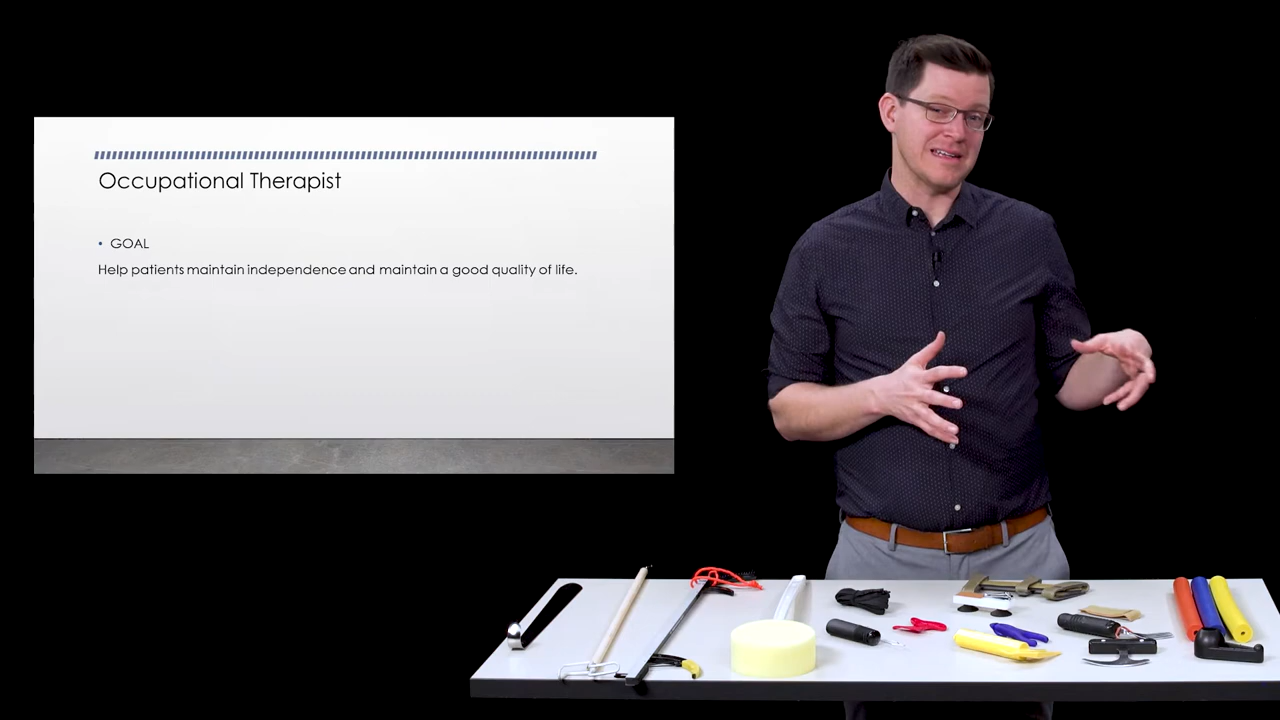 Occupational Therapist
• GOAL
Help patients maintain independence and maintain a good quality of life.